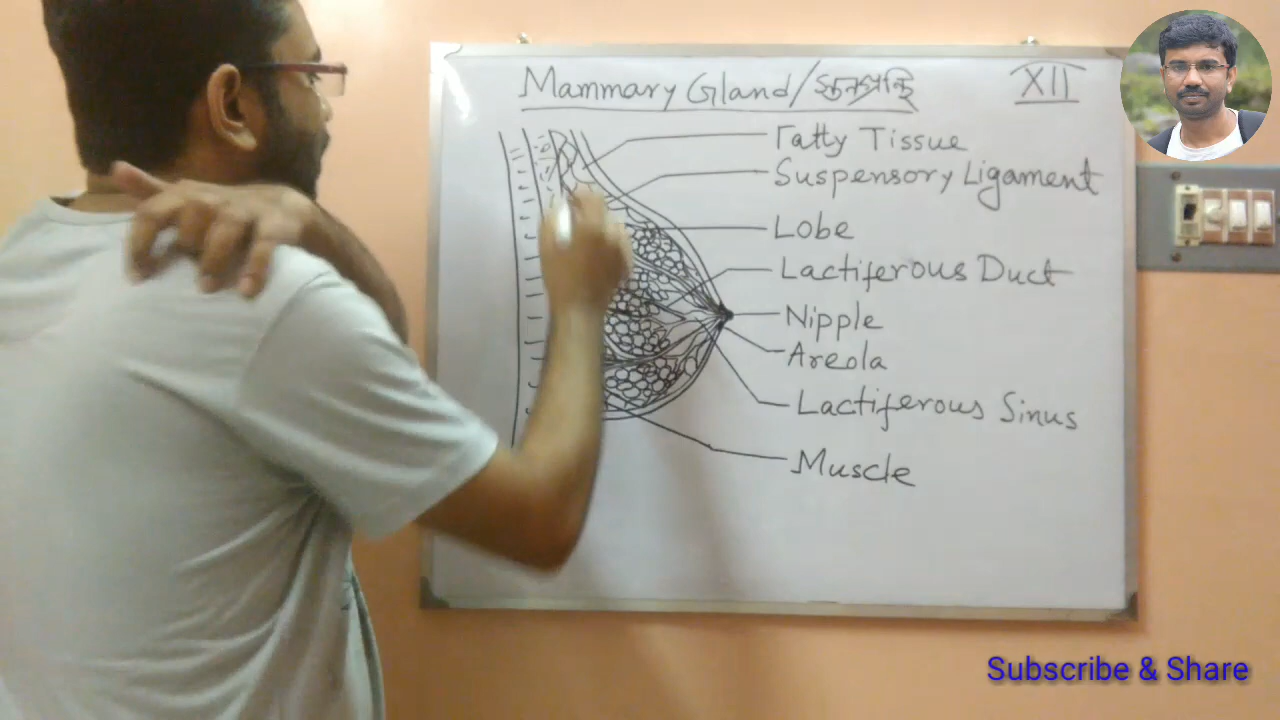 Mammary Gland/স্তনগ্রন্থি
XII
Fatty Tissue
Suspensory Ligament
Lobe
Lactiferous Duct
Nipple
Areola
Lactiferous Sinus
Muscle
Subscribe & Share